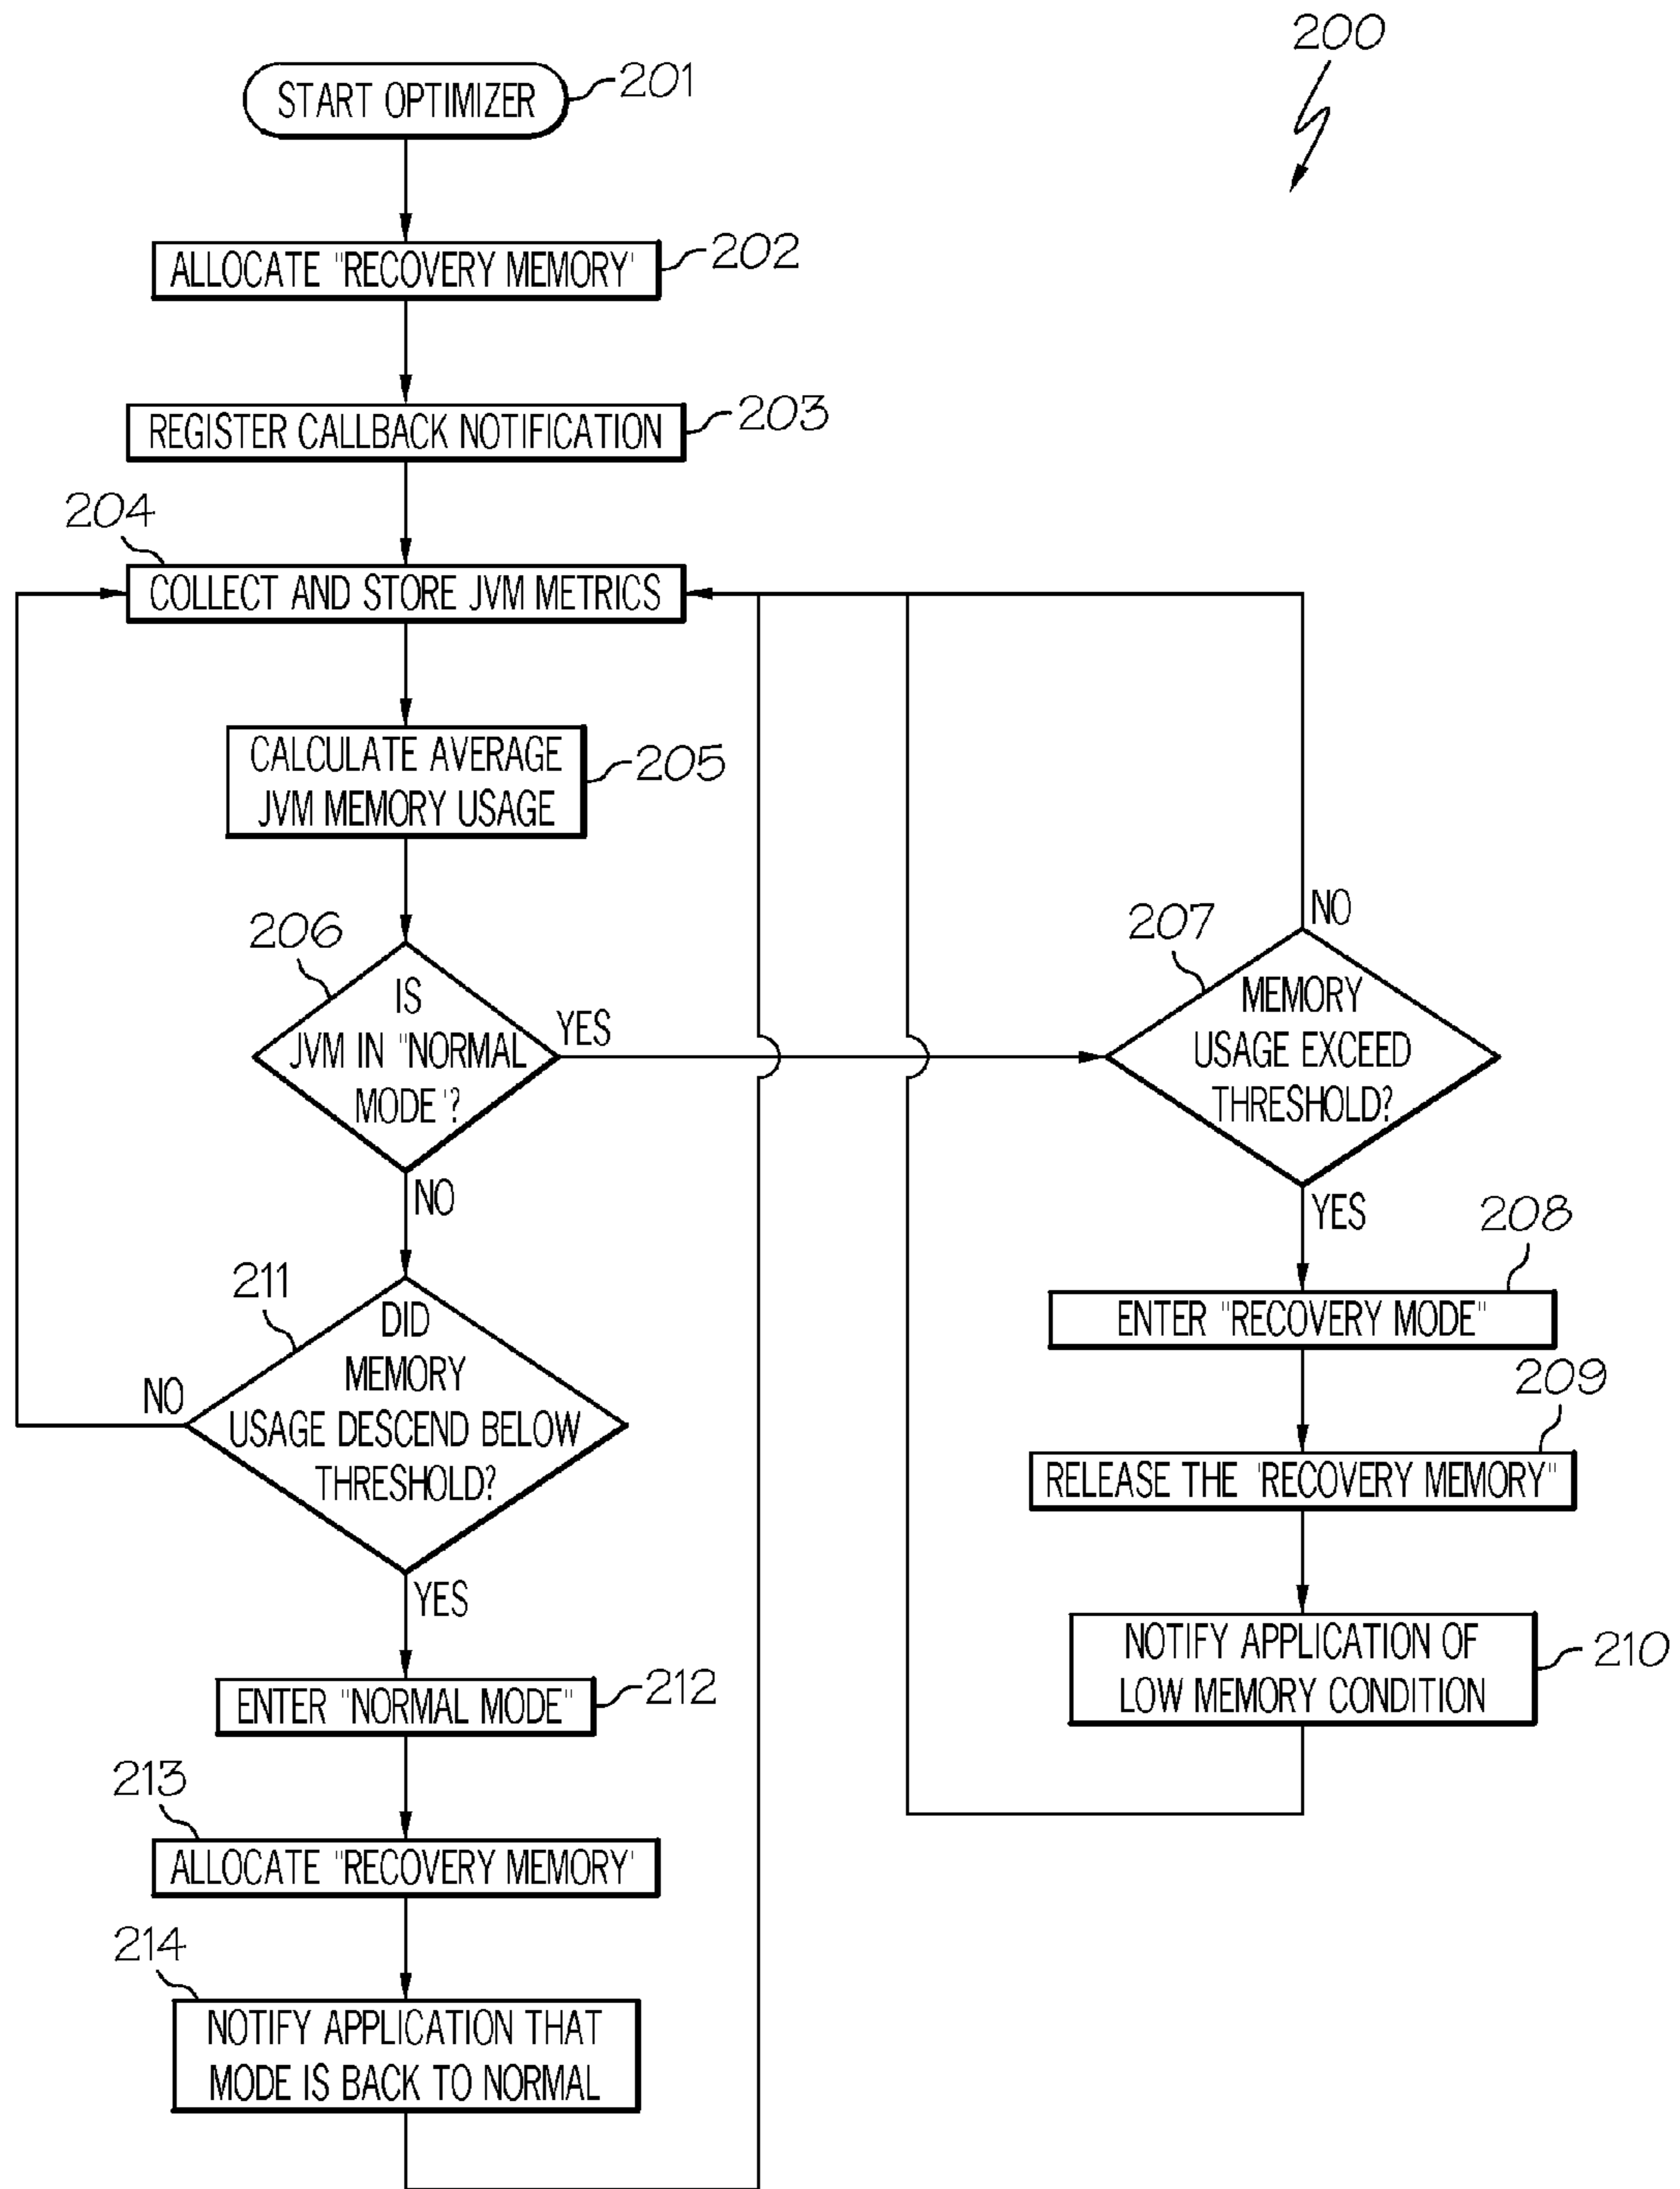 200
START OPTIMIZER
201
ALLOCATE "RECOVERY MEMORY'
202
REGISTER CALLBACK NOTIFICATION
203
204
COLLECT AND STORE JVM METRICS
CALCULATE AVERAGE
JVM MEMORY USAGE
205
206
IS
JVM IN "NORMAL
MODE'?
YES
NO
207
NO
MEMORY
USAGE EXCEED
THRESHOLD?
YES
208
ENTER "RECOVERY MODE"
209
RELEASE THE 'RECOVERY MEMORY"
NOTIFY APPLICATION OF
LOW MEMORY CONDITION
210
211
DID
MEMORY
USAGE DESCEND BELOW
THRESHOLD?
NO
YES
ENTER "NORMAL MODE"
212
213
ALLOCATE "RECOVERY MEMORY'
214
NOTIFY APPLICATION THAT
MODE IS BACK TO NORMAL